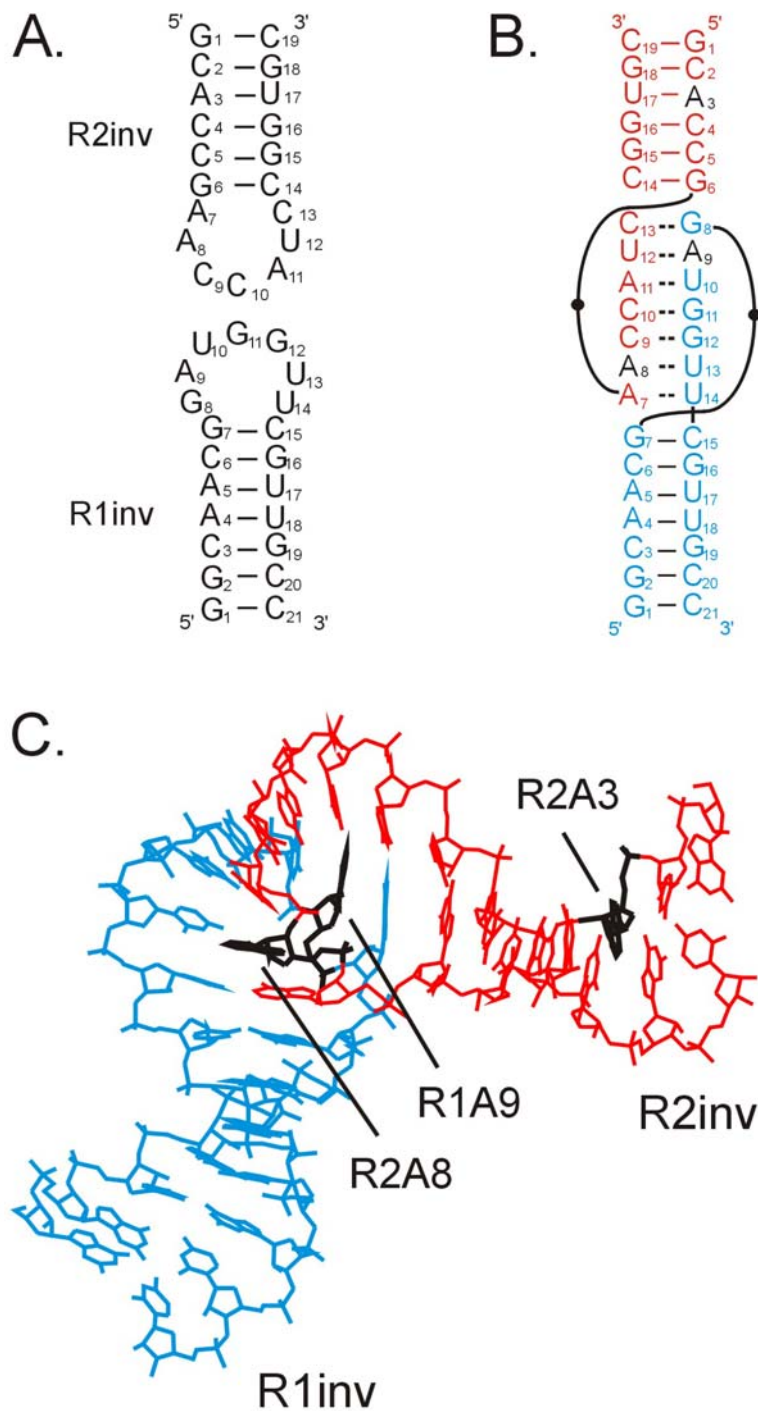 A.
5' 3'
G1 – C19
C2 – G18
A3 – U17
C4 – G16
C5 – G15
G6 – C14
A7 C13
A8 U12
C9 C10 A11
R2inv
U10 G11 G12
A9 U13
G8 U14
G7 – C15
C6 – G16
A5 – U17
A4 – U18
C3 – G19
G2 – C20
G1 – C21
5' 3'
R1inv
B.
3' 5'
C19 – G1
G18 – C2
U17 – A3
G16 – C4
G15 – C5
C14 – G6
C13 -- G8
U12 -- A9
A11 -- U10
C10 -- G11
C9 -- G12
A8 -- U13
A7 -- U14
G7 – C15
C6 – G16
A5 – U17
A4 – U18
C3 – G19
G2 – C20
G1 – C21
5' 3'
C.
R2A3
R1A9
R2A8
R2inv
R1inv